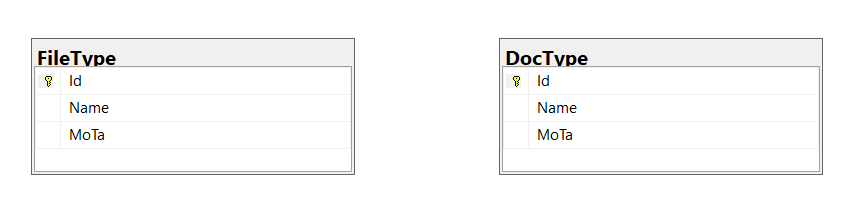 FileType
Id
Name
MoTa
DocType
Id
Name
MoTa